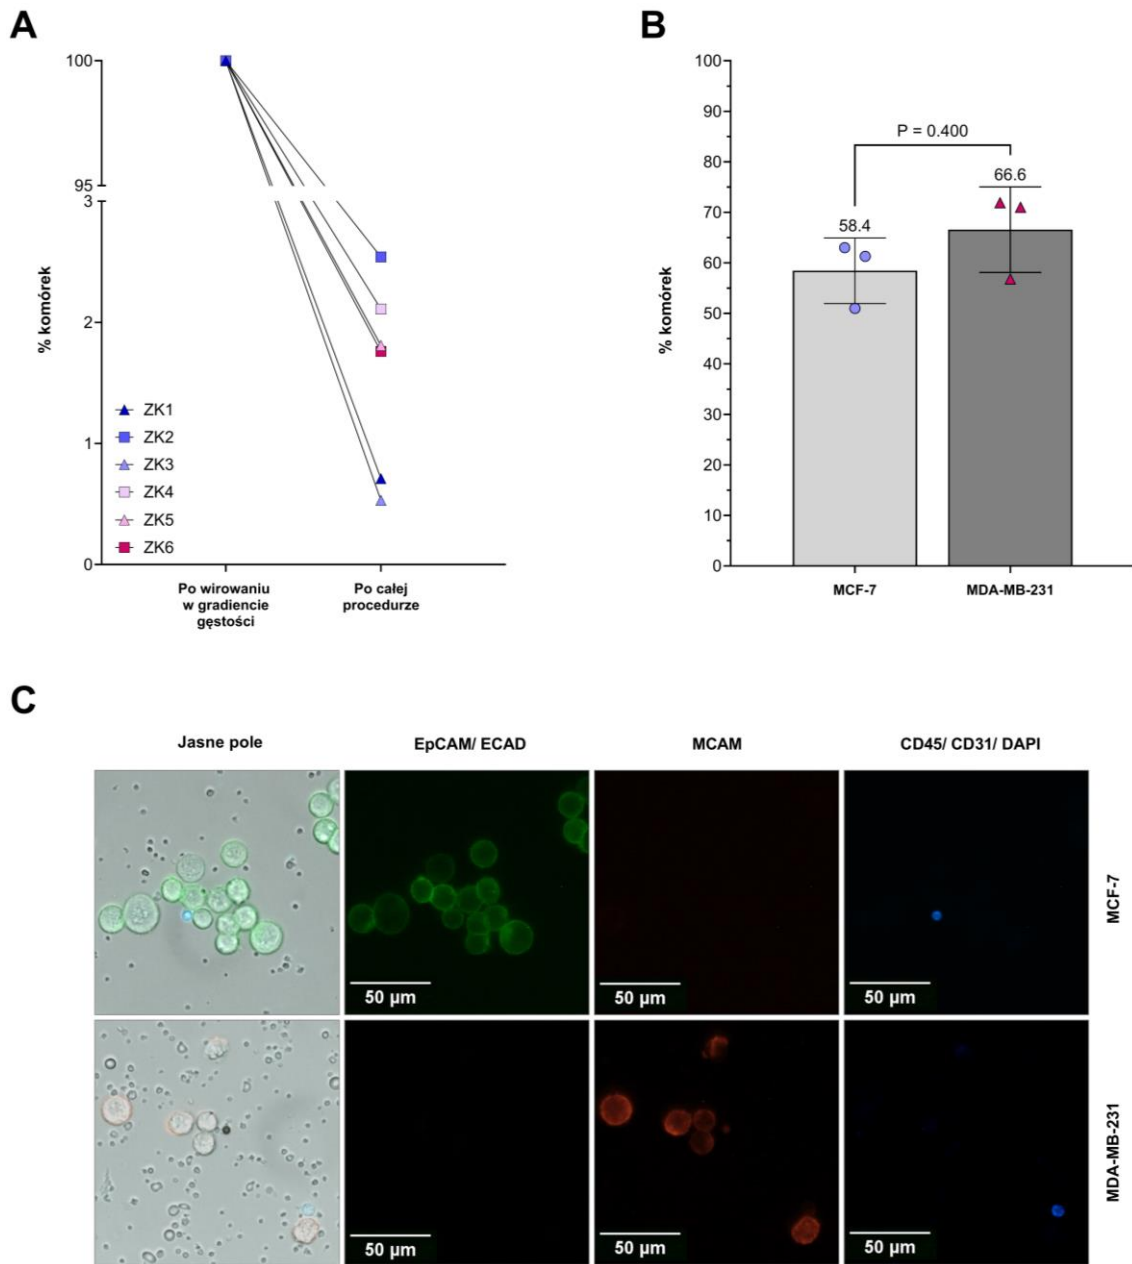 A
100
95
3
2
1
0
% komórek
ZK1
ZK2
ZK3
ZK4
ZK5
ZK6
Po wirowaniu
w gradiencie
gęstości
Po całej
procedurze
B
100
90
80
70
60
50
40
30
20
10
0
% komórek
P = 0.400
58.4
66.6
MCF-7
MDA-MB-231
C
Jasne pole
EpCAM/ ECAD
MCAM
CD45/ CD31/ DAPI
50 µm
50 µm
50 µm
MCF-7
50 µm
50 µm
50 µm
MDA-MB-231